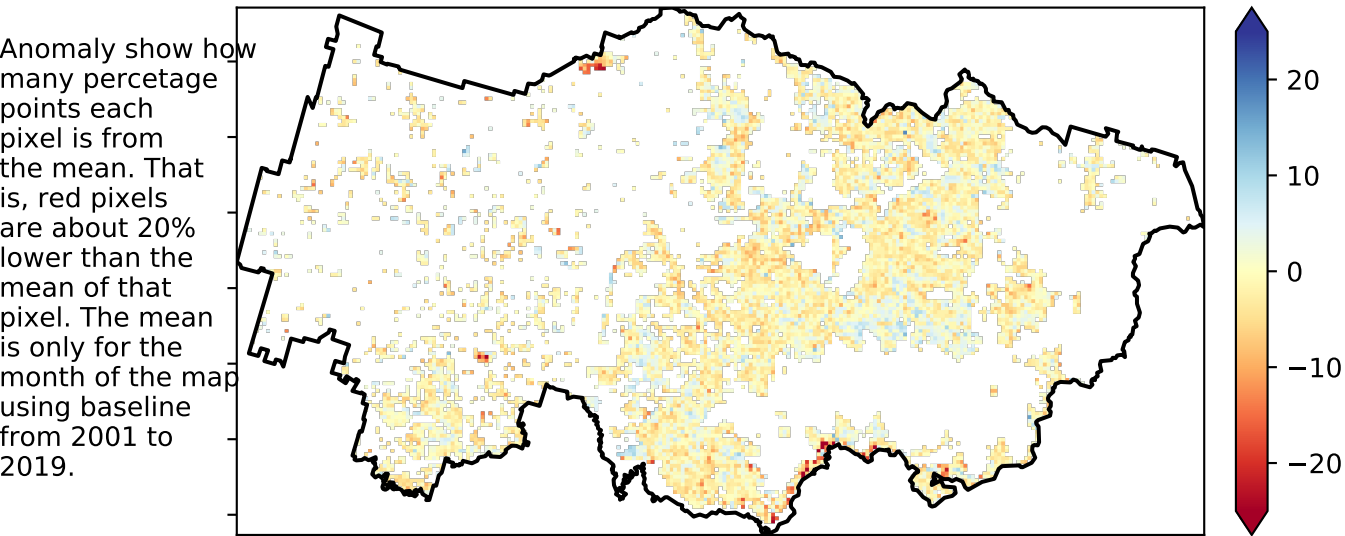 Anomaly show how
many percetage
points each
pixel is from
the mean. That
is, red pixels
are about 20%
lower than the
mean of that
pixel. The mean
is only for the
month of the map
using baseline
from 2001 to
2019.
20
10
0
−10
−20